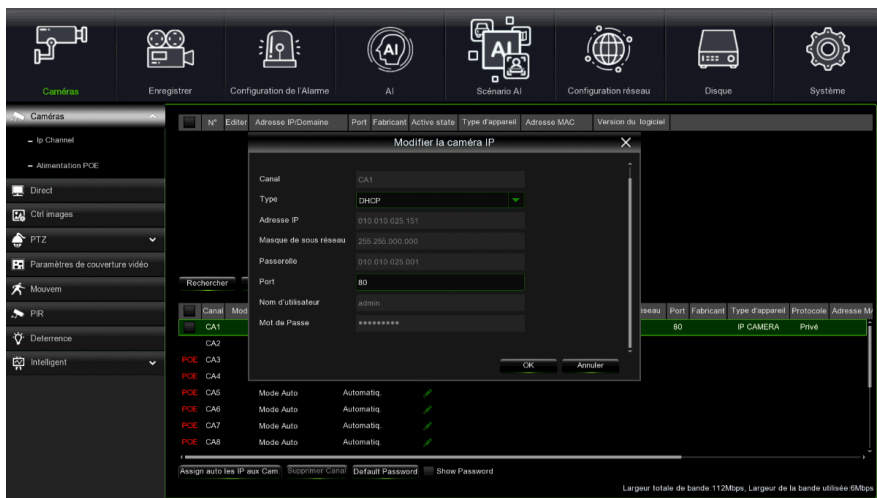 Caméras
Enregistrer
Configuration de l'Alarme
AI
Scénario AI
Configuration réseau
Disque
Système
Caméras
Ip Channel
Alimentation POE
Direct
Ctrl images
PTZ
Paramètres de couverture vidéo
Mouvem
PIR
Deterrence
Intelligent
N° Editer Adresse IP/Domaine Port Fabricant Active state Type d'appareil Adresse MAC Version du logiciel
Modifier la caméra IP
Canal CA1
Type DHCP
Adresse IP 010.010.025.151
Masque de sous réseau 255.255.000.000
Passerolle 010.010.025.001
Port 80
Nom d'utilisateur admin
Mot de Passe *********
OK Annuler
Rechercher
Canal Mod Port Fabricant Type d'appareil Protocole Adresse
CA1 80 IP CAMERA Privé
CA2
POE CA3
POE CA4
POE CA5 Mode Auto Automatiq.
POE CA6 Mode Auto Automatiq.
POE CA7 Mode Auto Automatiq.
POE CA8 Mode Auto Automatiq.
Assign auto les IP aux Cam Supprimer Canal Default Password Show Password
Largeur totale de bande:112Mbps, Largeur de la bande utilisée:6Mbps